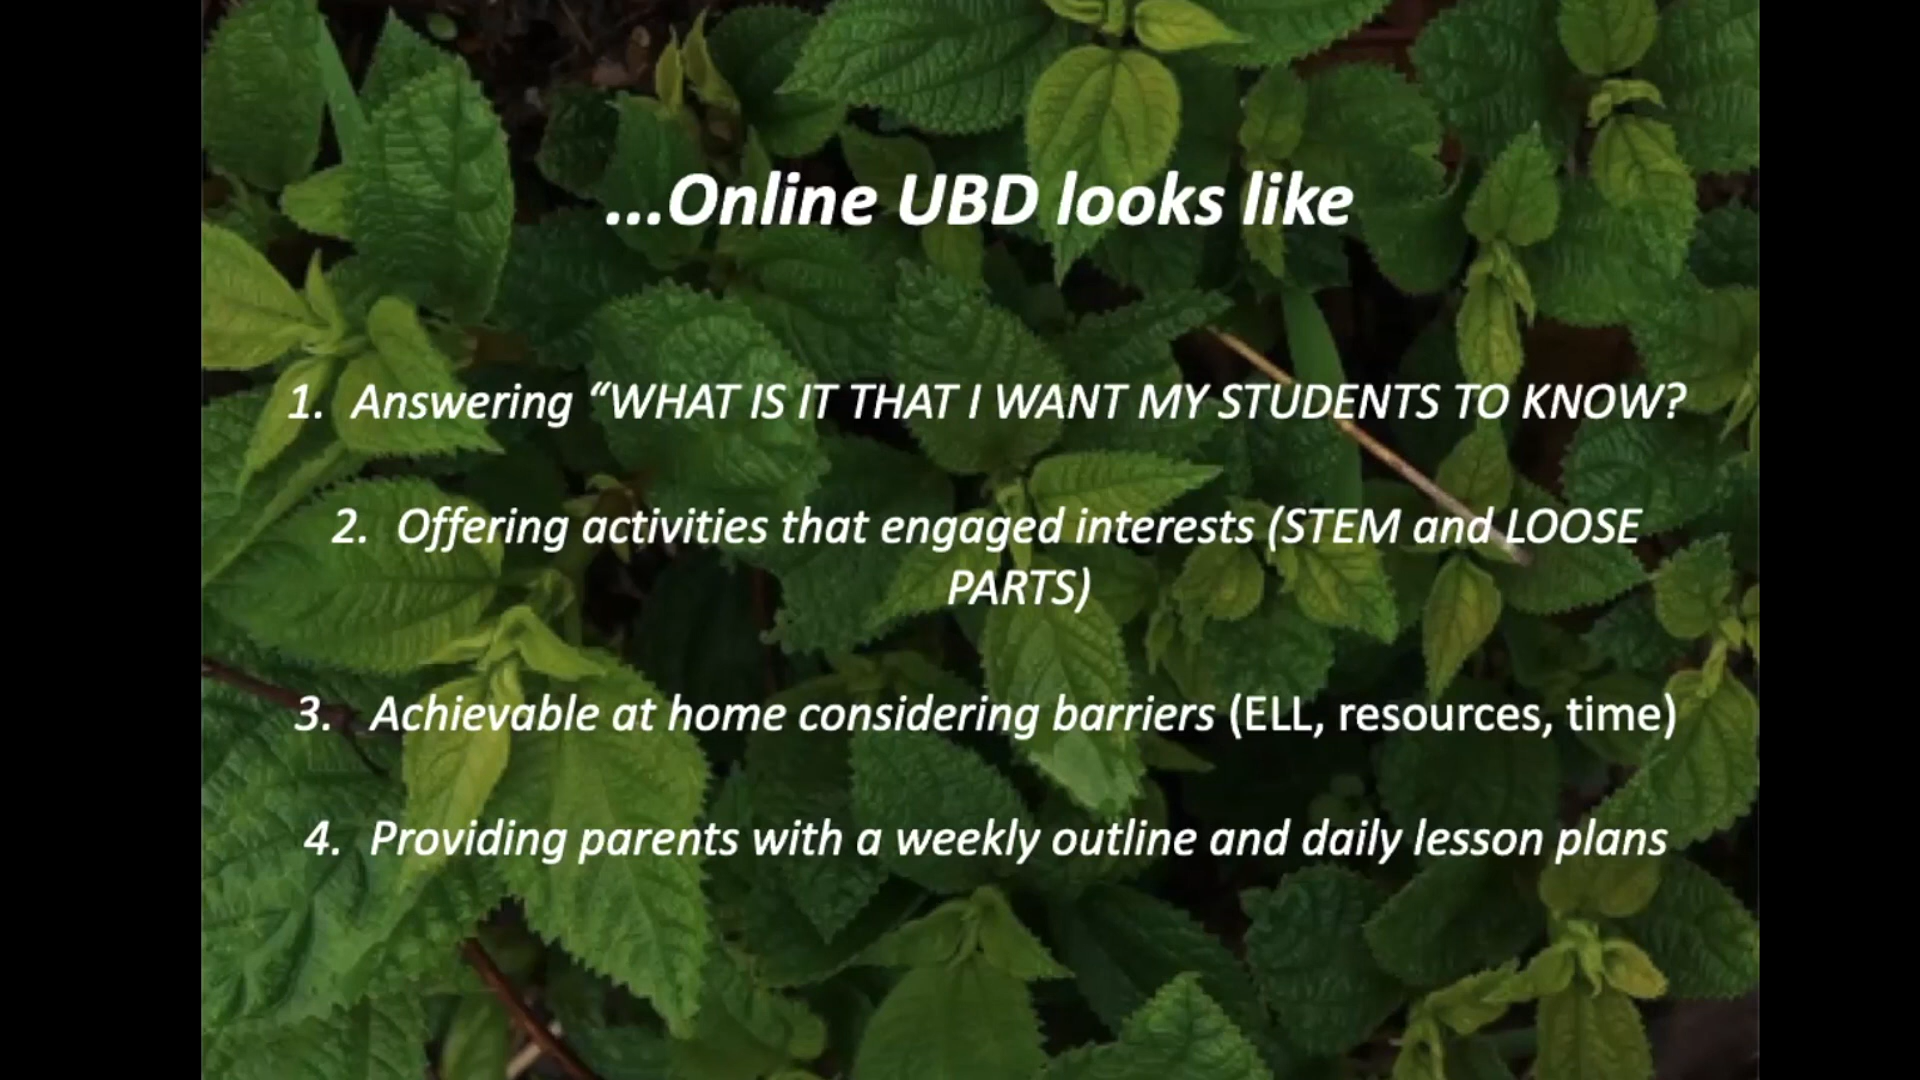 ...Online UBD looks like
1. Answering “WHAT IS IT THAT I WANT MY STUDENTS TO KNOW?
2. Offering activities that engaged interests (STEM and LOOSE
PARTS)
3. Achievable at home considering barriers (ELL, resources, time)
4. Providing parents with a weekly outline and daily lesson plans